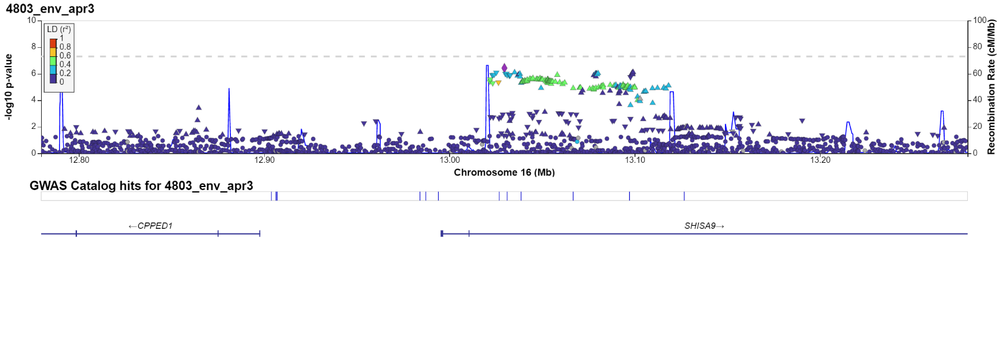 4803_env_apr3
10
8
6
4
2
0
-log10 p-value
LD (r²)
1
0.8
0.6
0.4
0.2
0
100
80
60
40
20
0
Recombination Rate (cM/Mb)
12.80 12.90 13.00 13.10 13.20
Chromosome 16 (Mb)
GWAS Catalog hits for 4803_env_apr3
←CPPED1 SHISA9→